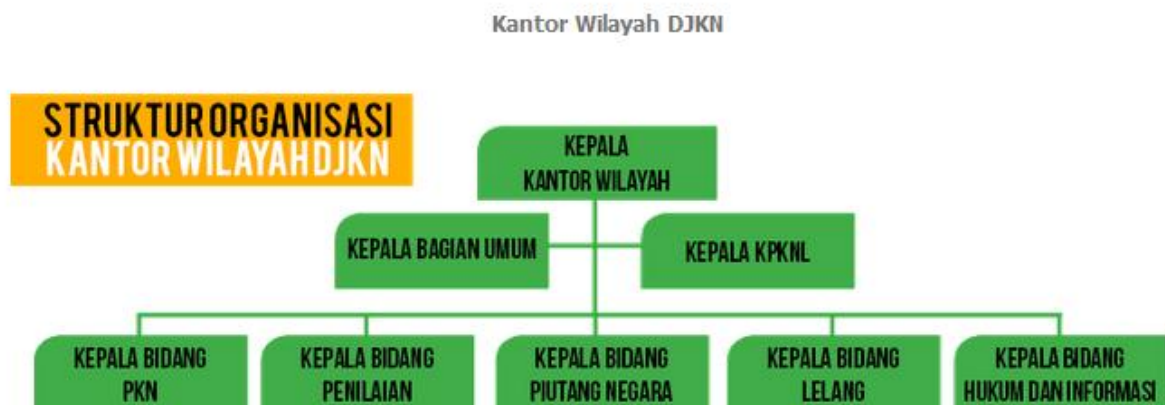 Kantor Wilayah DJKN
STRUKTUR ORGANISASI
KANTOR WILAYAH DJKN
KEPALA
KANTOR WILAYAH
KEPALA BAGIAN UMUM
KEPALA KPKNL
KEPALA BIDANG
PKN
KEPALA BIDANG
PENILAIAN
KEPALA BIDANG
PIUTANG NEGARA
KEPALA BIDANG
LELANG
KEPALA BIDANG
HUKUM DAN INFORMASI